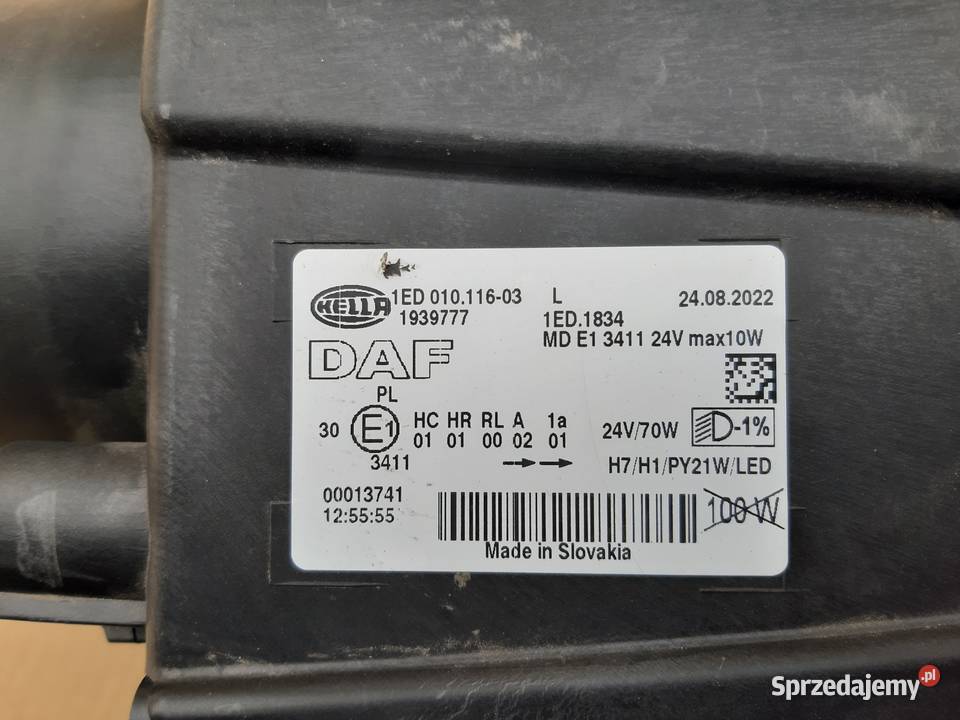 HELLA 1ED 010.116-03 L 24.08.2022
1939777 1ED.1834
MD E1 3411 24V max10W
DAF
PL
30 E1 HC HR RL A 1a
01 01 00 02 01
24V/70W -1%
3411 H7/H1/PY21W/LED
00013741
12:55:55
100 W
Made in Slovakia
Sprzedajemy.pl